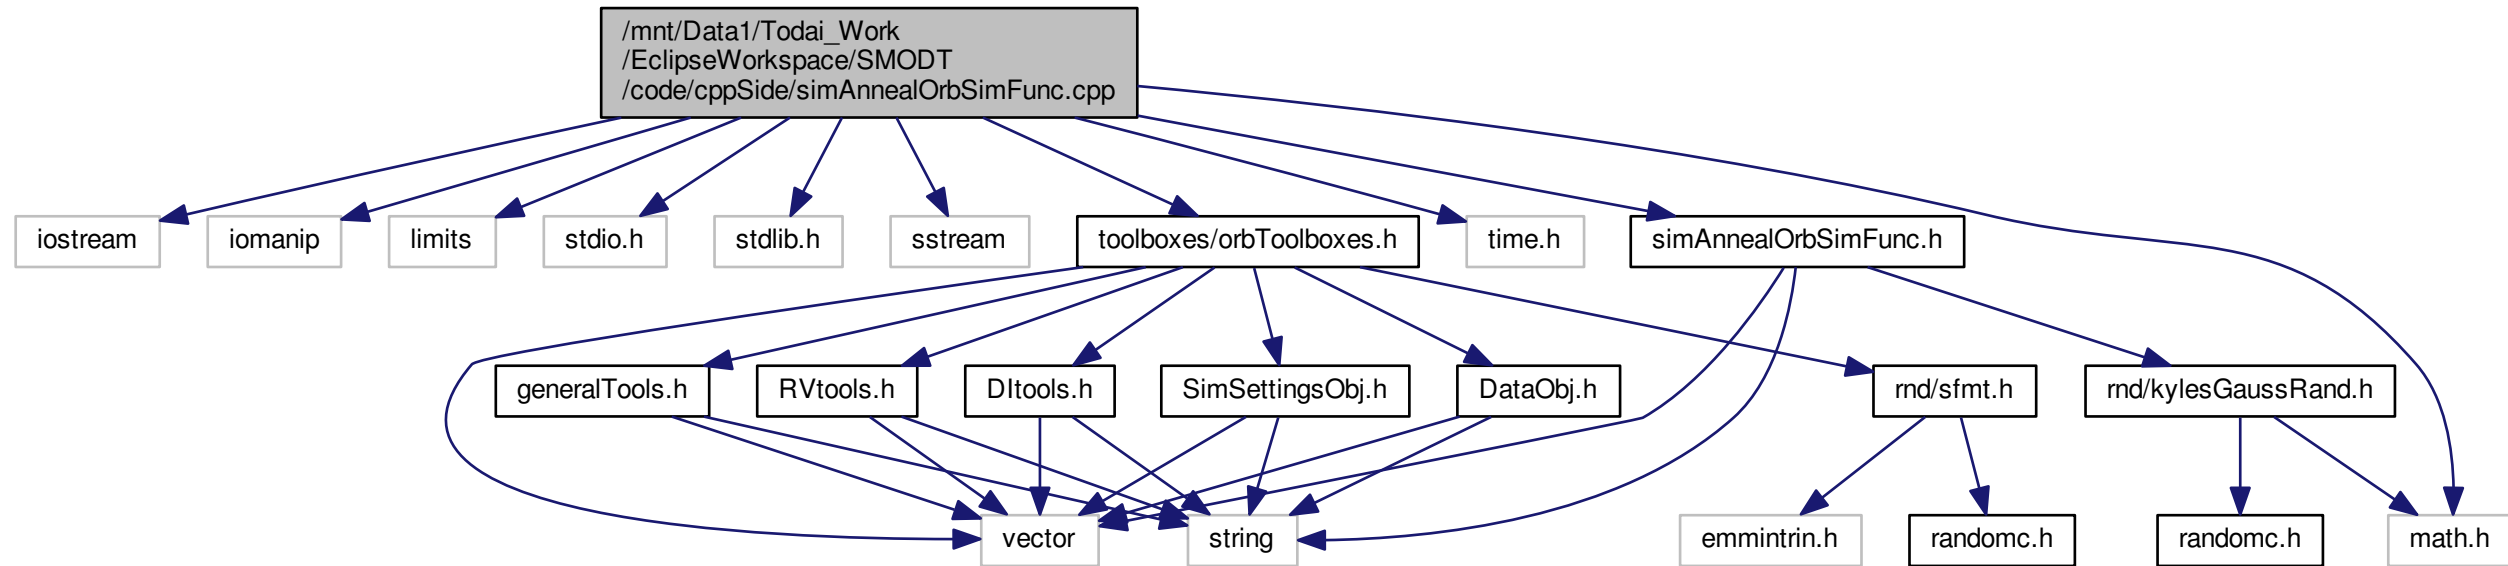 /mnt/Data1/Todai_Work
/EclipseWorkspace/SMODT
/code/cppSide/simAnnealOrbSimFunc.cpp
iostream
iomanip
limits
stdio.h
stdlib.h
sstream
toolboxes/orbToolboxes.h
time.h
simAnnealOrbSimFunc.h
generalTools.h
RVtools.h
DItools.h
SimSettingsObj.h
DataObj.h
rnd/sfmt.h
rnd/kylesGaussRand.h
vector
string
emmintrin.h
randomc.h
randomc.h
math.h